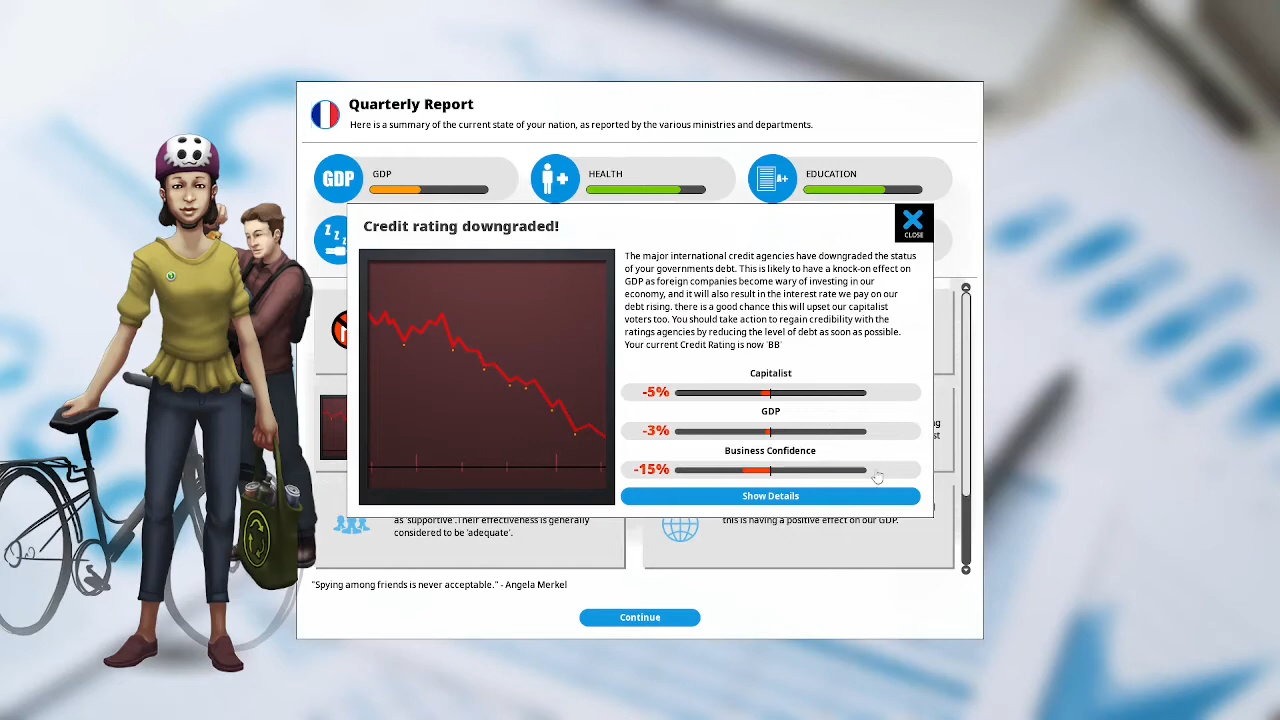 Quarterly Report
Here is a summary of the current state of your nation, as reported by the various ministries and departments.
GDP
GDP
HEALTH
A+
EDUCATION
Credit rating downgraded!
CLOSE
The major international credit agencies have downgraded the status
of your governments debt. This is likely to have a knock-on effect on
GDP as foreign companies become wary of investing in our
economy, and it will also result in the interest rate we pay on our
debt rising. there is a good chance this will upset our capitalist
voters too. You should take action to regain credibility with the
ratings agencies by reducing the level of debt as soon as possible.
Your current Credit Rating is now 'BB'
Capitalist
-5%
GDP
-3%
Business Confidence
-15%
Show Details
as 'supportive'. Their effectiveness is generally
considered to be 'adequate'.
this is having a positive effect on our GDP.
"Spying among friends is never acceptable." - Angela Merkel
Continue